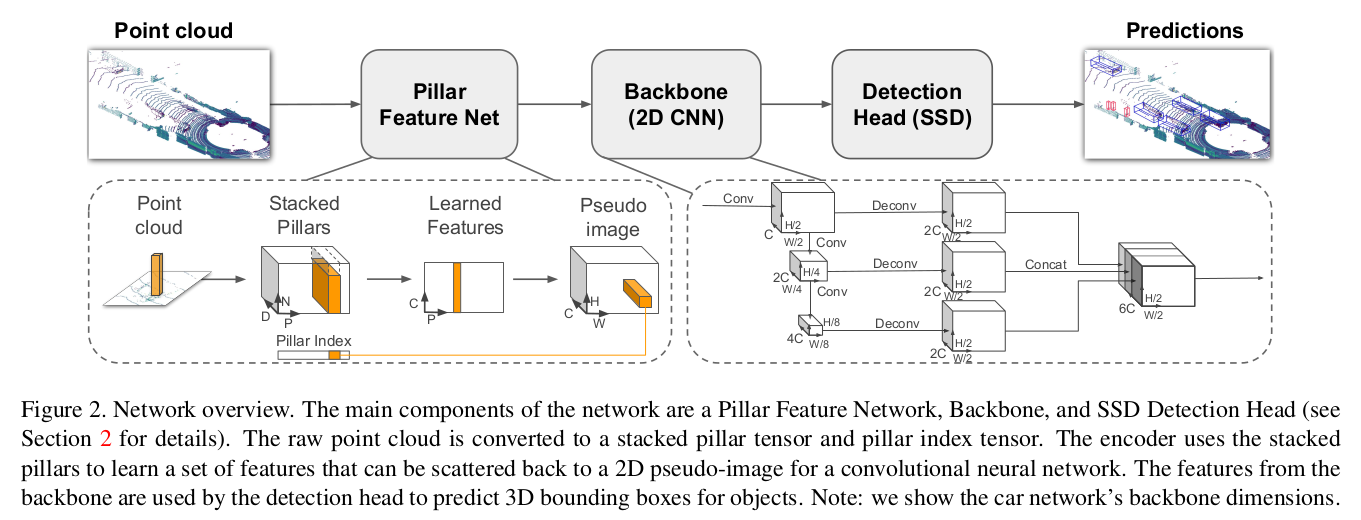 Point cloud
Predictions
Pillar
Feature Net
Backbone
(2D CNN)
Detection
Head (SSD)
Point
cloud
Stacked
Pillars
Learned
Features
Pseudo
image
N
D
P
C
P
H
C
W
Pillar Index
Conv
H/2
C
W/2
Conv
H/4
2C
W/4
Conv
H/8
4C
W/8
Deconv
H/2
2C
W/2
Deconv
H/2
2C
W/2
Deconv
H/2
2C
W/2
Concat
H/2
6C
W/2
Figure 2. Network overview. The main components of the network are a Pillar Feature Network, Backbone, and SSD Detection Head (see
Section 2 for details). The raw point cloud is converted to a stacked pillar tensor and pillar index tensor. The encoder uses the stacked
pillars to learn a set of features that can be scattered back to a 2D pseudo-image for a convolutional neural network. The features from the
backbone are used by the detection head to predict 3D bounding boxes for objects. Note: we show the car network's backbone dimensions.